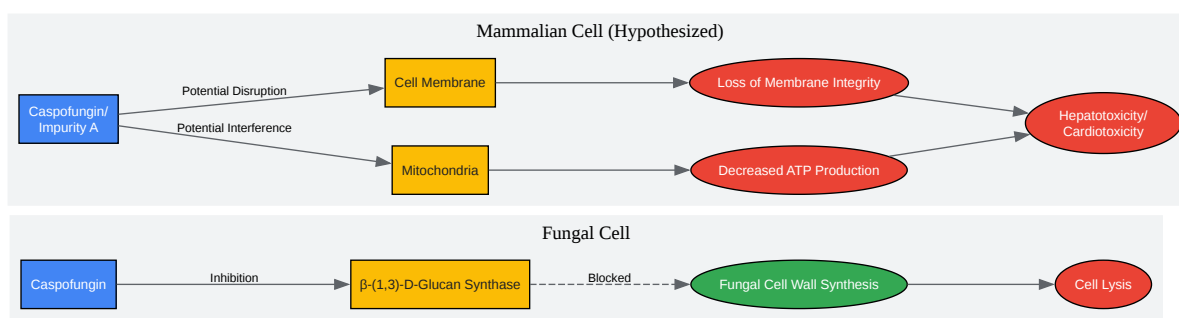 Mammalian Cell (Hypothesized)
Caspofungin/
Impurity A
Potential Disruption
Potential Interference
Cell Membrane
Mitochondria
Loss of Membrane Integrity
Decreased ATP Production
Hepatotoxicity/
Cardiotoxicity
Fungal Cell
Caspofungin
Inhibition
β-(1,3)-D-Glucan Synthase
Blocked
Fungal Cell Wall Synthesis
Cell Lysis